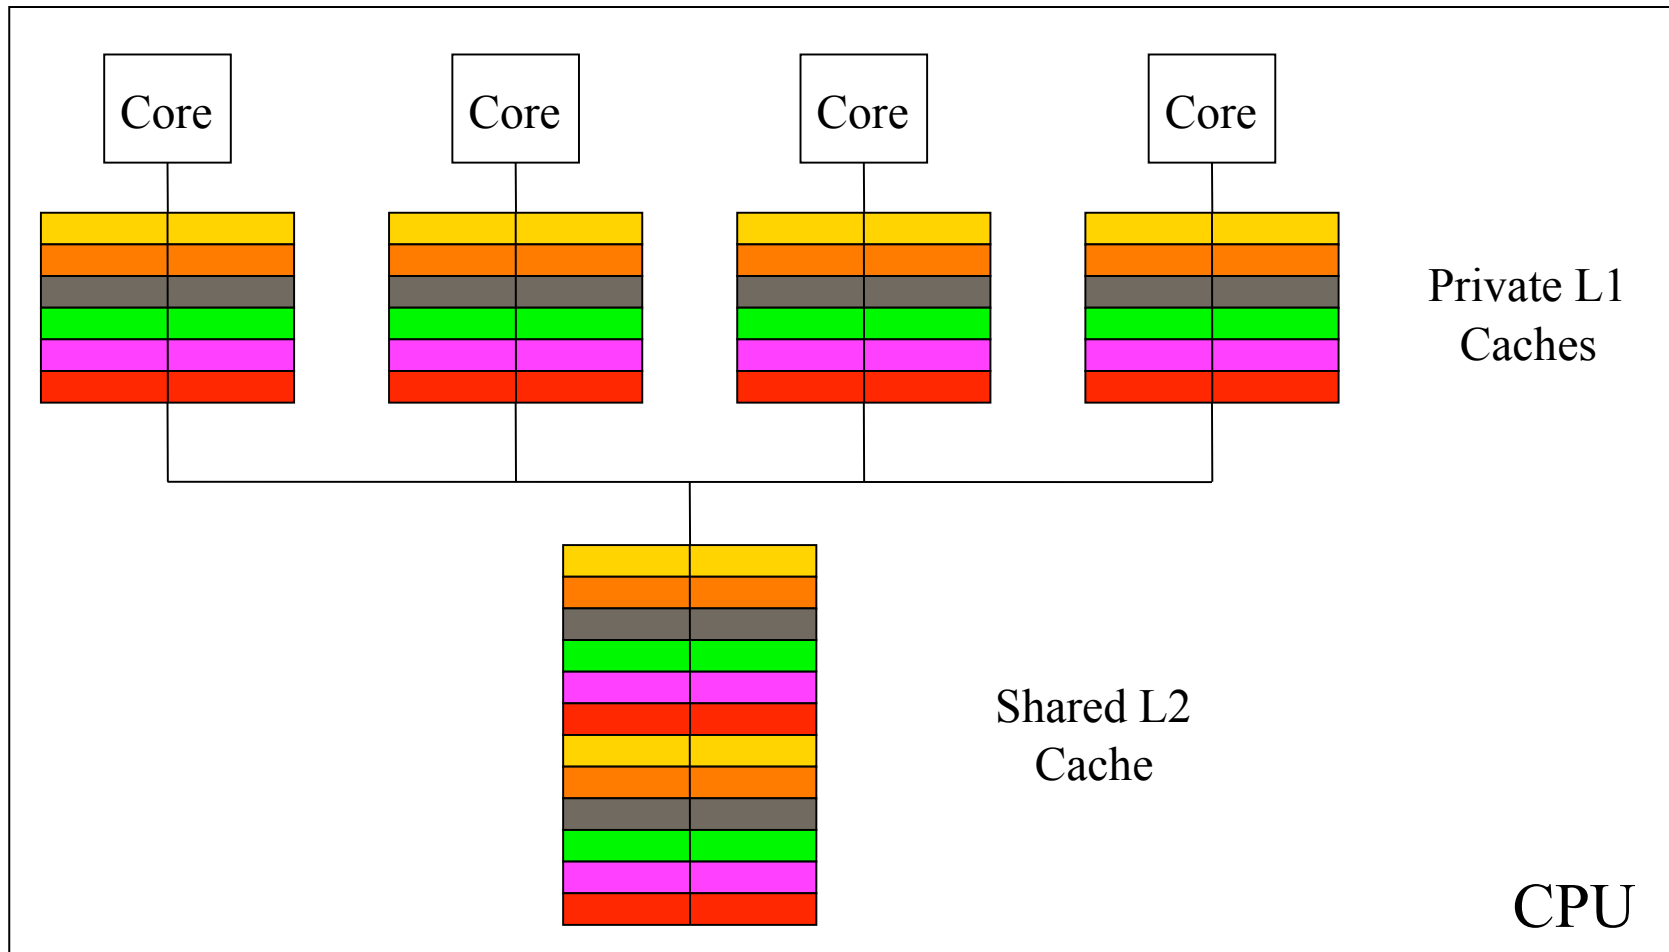 Core
Core
Core
Core
Private L1
Caches
Shared L2
Cache
CPU